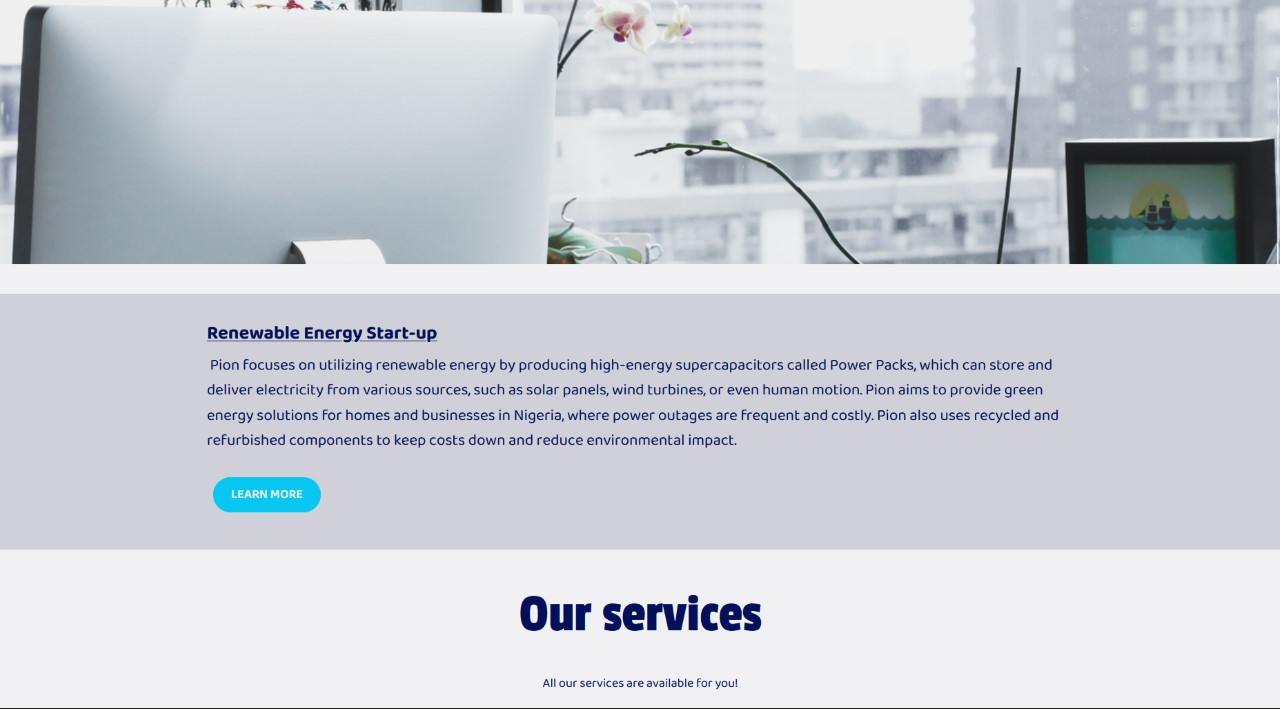 Renewable Energy Start-up
Pion focuses on utilizing renewable energy by producing high-energy supercapacitors called Power Packs, which can store and
deliver electricity from various sources, such as solar panels, wind turbines, or even human motion. Pion aims to provide green
energy solutions for homes and businesses in Nigeria, where power outages are frequent and costly. Pion also uses recycled and
refurbished components to keep costs down and reduce environmental impact.
LEARN MORE
Our services
All our services are available for you!